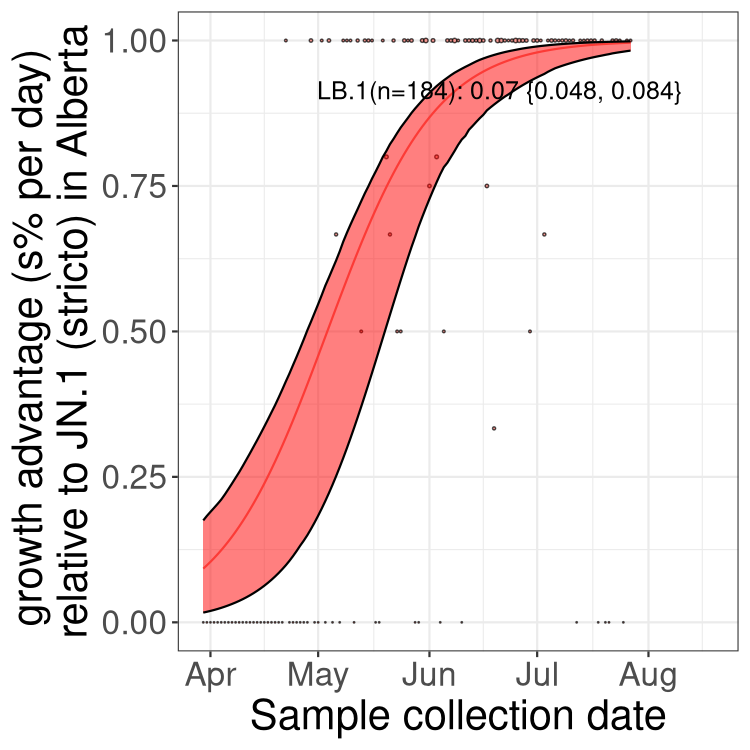 growth advantage (s% per day)
relative to JN.1 (stricto) in Alberta
1.00
0.75
0.50
0.25
0.00
LB.1(n=184): 0.07 {0.048, 0.084}
Apr May Jun Jul Aug
Sample collection date